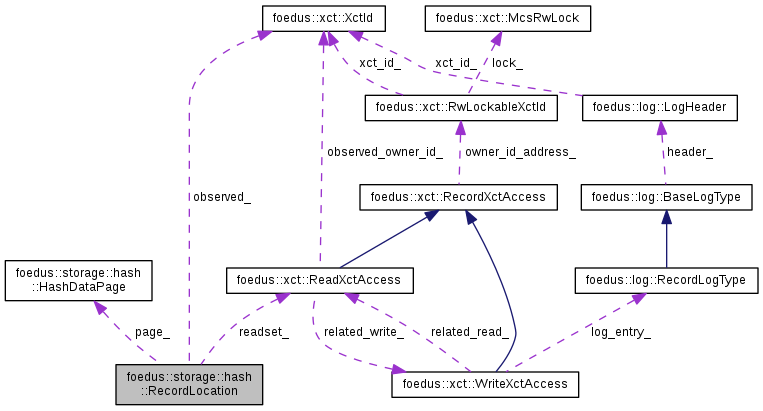 foedus::xct::XctId
foedus::xct::McsRwLock
xct_id_
xct_id_
lock_
foedus::xct::RwLockableXctId
foedus::log::LogHeader
observed_owner_id_
owner_id_address_
header_
observed_
foedus::xct::RecordXctAccess
foedus::log::BaseLogType
foedus::storage::hash
::HashDataPage
foedus::xct::ReadXctAccess
foedus::log::RecordLogType
page_
readset_
related_write_
related_read_
log_entry_
foedus::storage::hash
::RecordLocation
foedus::xct::WriteXctAccess